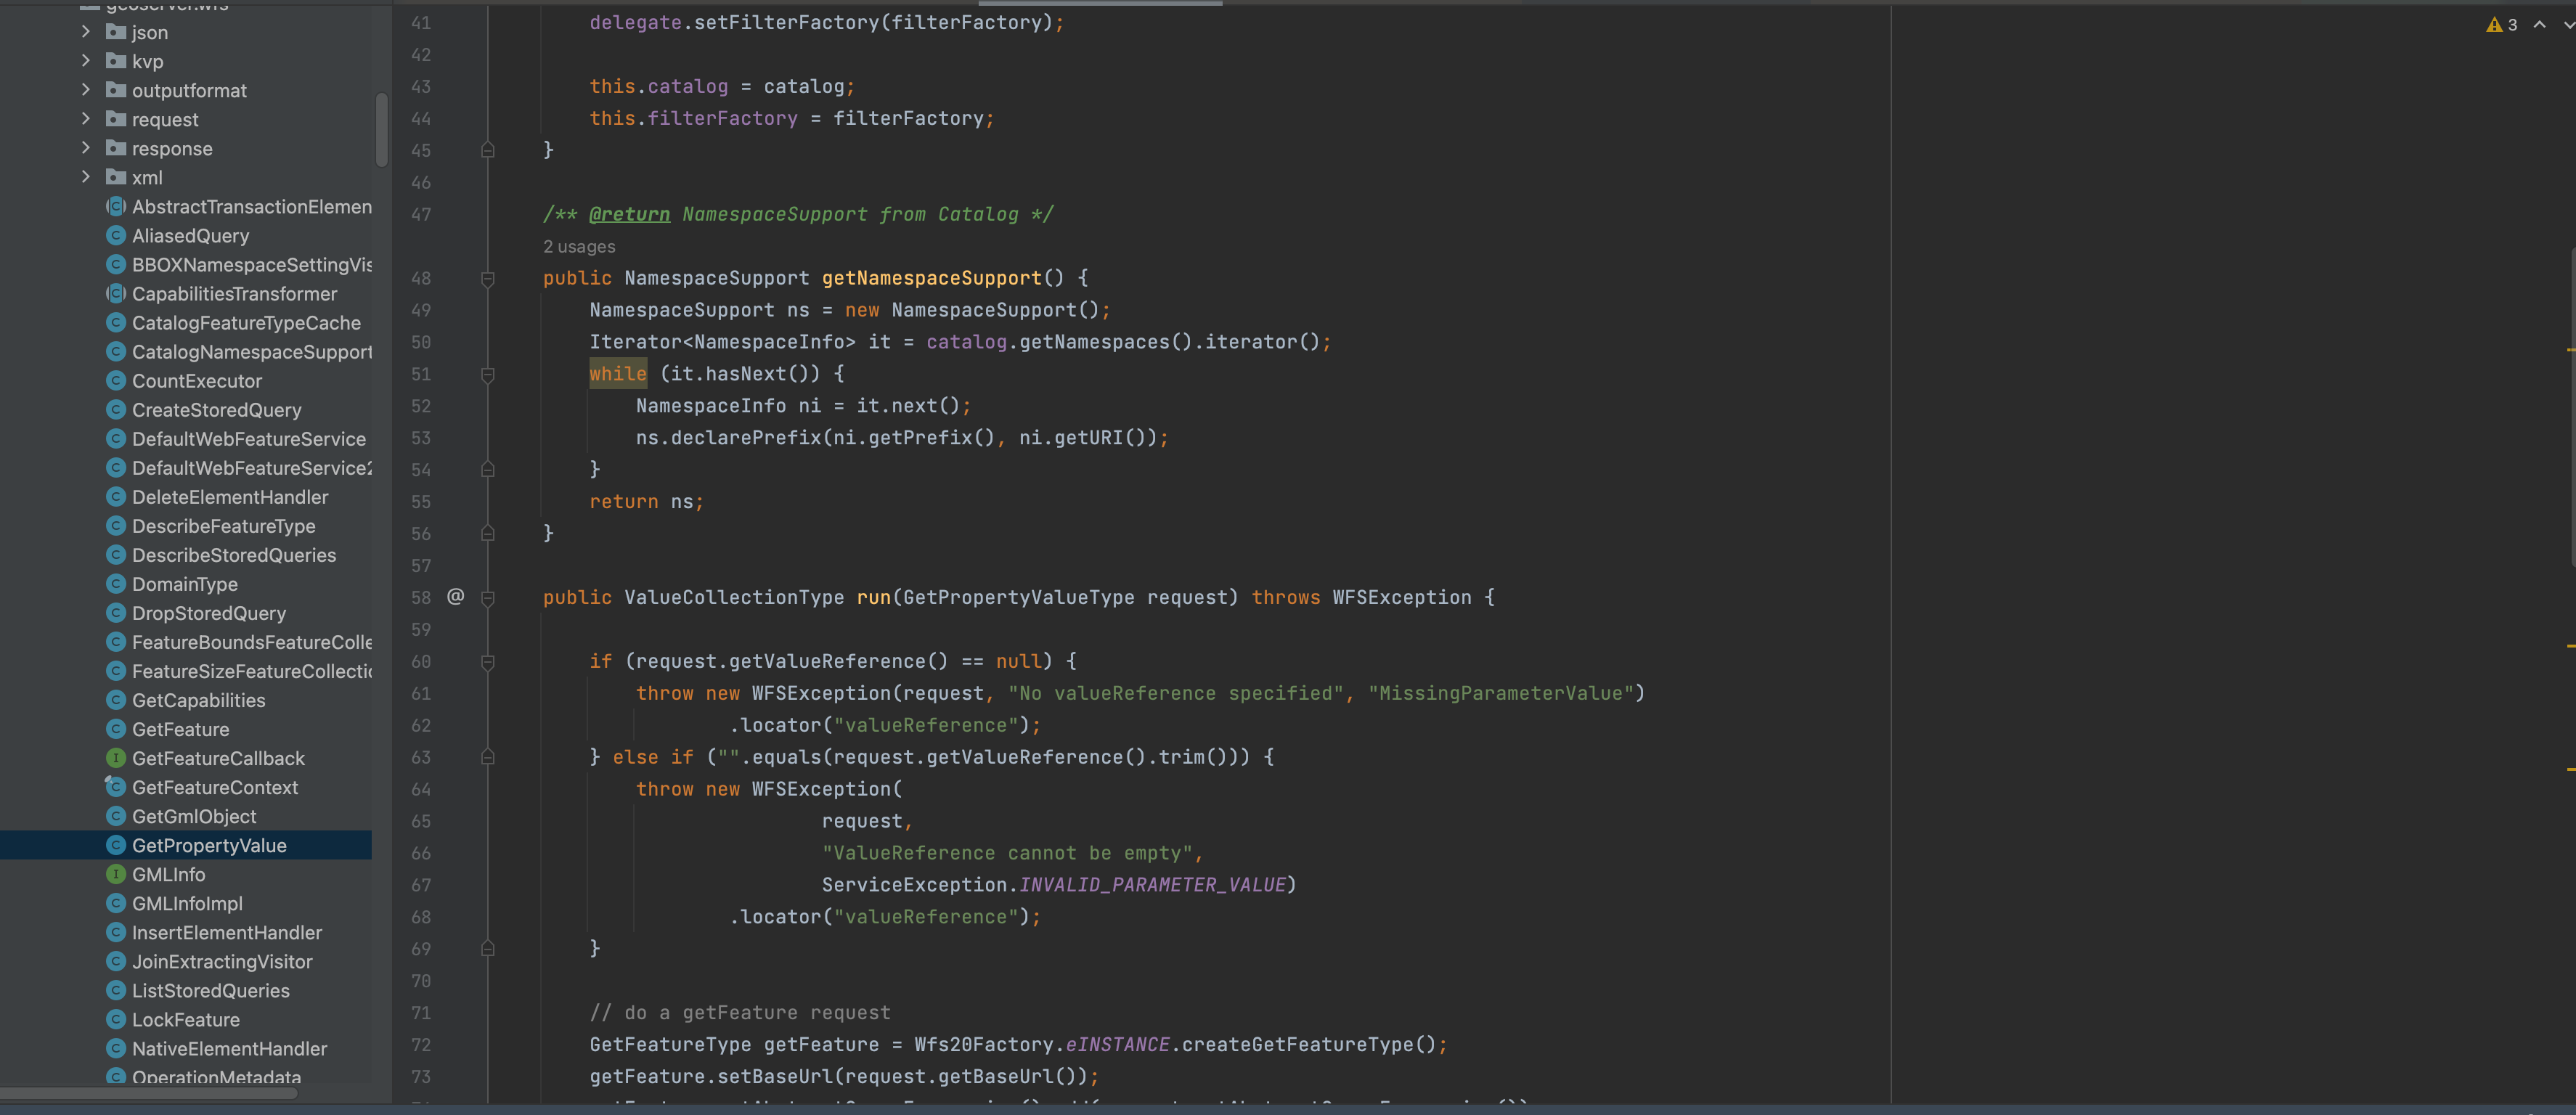 geoserver.wfs
json
kvp
outputformat
request
response
xml
AbstractTransactionElemen
AliasedQuery
BBOXNamespaceSettingVis
CapabilitiesTransformer
CatalogFeatureTypeCache
CatalogNamespaceSupport
CountExecutor
CreateStoredQuery
DefaultWebFeatureService
DefaultWebFeatureService2
DeleteElementHandler
DescribeFeatureType
DescribeStoredQueries
DomainType
DropStoredQuery
FeatureBoundsFeatureColle
FeatureSizeFeatureCollectio
GetCapabilities
GetFeature
GetFeatureCallback
GetFeatureContext
GetGmlObject
GetPropertyValue
GMLInfo
GMLInfoImpl
InsertElementHandler
JoinExtractingVisitor
ListStoredQueries
LockFeature
NativeElementHandler
OperationMetadata
41 delegate.setFilterFactory(filterFactory);
42
43 this.catalog = catalog;
44 this.filterFactory = filterFactory;
45 }
46
47 /** @return NamespaceSupport from Catalog */
2 usages
48 public NamespaceSupport getNamespaceSupport() {
49 NamespaceSupport ns = new NamespaceSupport();
50 Iterator<NamespaceInfo> it = catalog.getNamespaces().iterator();
51 while (it.hasNext()) {
52 NamespaceInfo ni = it.next();
53 ns.declarePrefix(ni.getPrefix(), ni.getURI());
54 }
55 return ns;
56 }
57
58 @ public ValueCollectionType run(GetPropertyValueType request) throws WFSException {
59
60 if (request.getValueReference() == null) {
61 throw new WFSException(request, "No valueReference specified", "MissingParameterValue")
62 .locator("valueReference");
63 } else if ("".equals(request.getValueReference().trim())) {
64 throw new WFSException(
65 request,
66 "ValueReference cannot be empty",
67 ServiceException.INVALID_PARAMETER_VALUE)
68 .locator("valueReference");
69 }
70
71 // do a getFeature request
72 GetFeatureType getFeature = Wfs20Factory.eINSTANCE.createGetFeatureType();
73 getFeature.setBaseUrl(request.getBaseUrl());
3